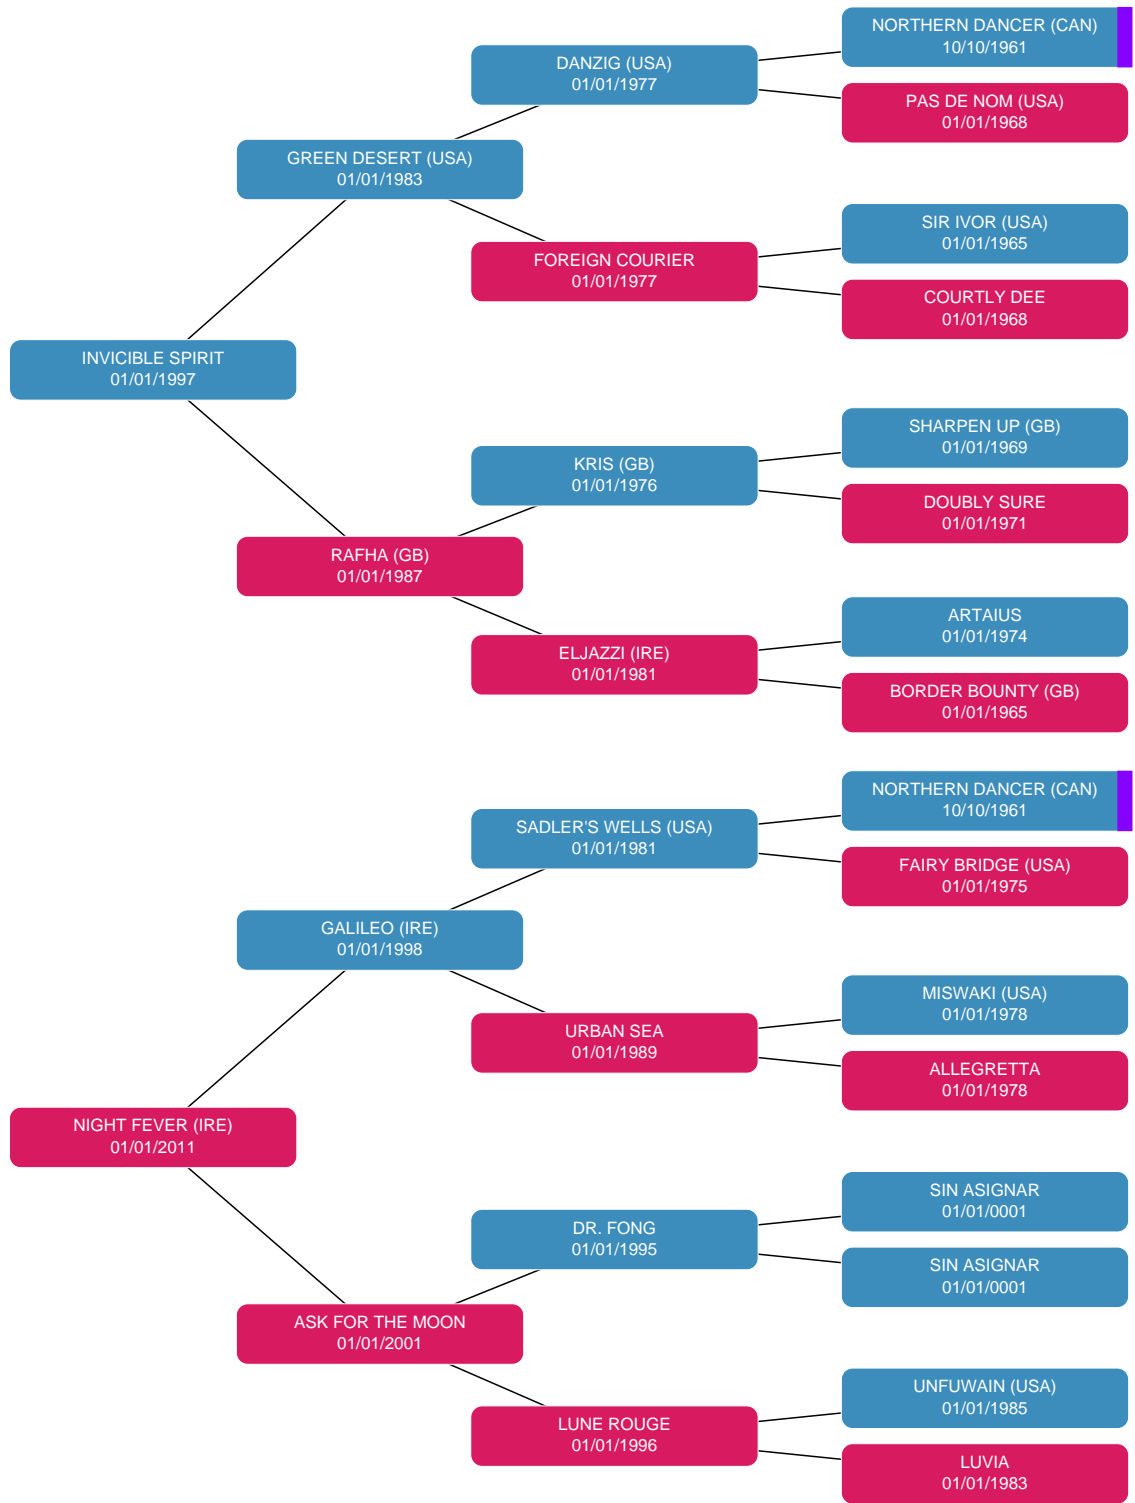 NORTHERN DANCER (CAN)
10/10/1961
DANZIG (USA)
01/01/1977
PAS DE NOM (USA)
01/01/1968
GREEN DESERT (USA)
01/01/1983
SIR IVOR (USA)
01/01/1965
FOREIGN COURIER
01/01/1977
COURTLY DEE
01/01/1968
INVICIBLE SPIRIT
01/01/1997
SHARPEN UP (GB)
01/01/1969
KRIS (GB)
01/01/1976
DOUBLY SURE
01/01/1971
RAFHA (GB)
01/01/1987
ARTAIUS
01/01/1974
ELJAZZI (IRE)
01/01/1981
BORDER BOUNTY (GB)
01/01/1965
NORTHERN DANCER (CAN)
10/10/1961
SADLER'S WELLS (USA)
01/01/1981
FAIRY BRIDGE (USA)
01/01/1975
GALILEO (IRE)
01/01/1998
MISWAKI (USA)
01/01/1978
URBAN SEA
01/01/1989
ALLEGRETTA
01/01/1978
NIGHT FEVER (IRE)
01/01/2011
SIN ASIGNAR
01/01/0001
DR. FONG
01/01/1995
SIN ASIGNAR
01/01/0001
ASK FOR THE MOON
01/01/2001
UNFUWAIN (USA)
01/01/1985
LUNE ROUGE
01/01/1996
LUVIA
01/01/1983